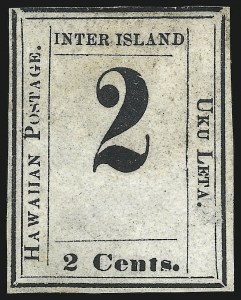 INTER ISLAND
HAWAIIAN POSTAGE.
2
UKU LETA.
2 Cents.